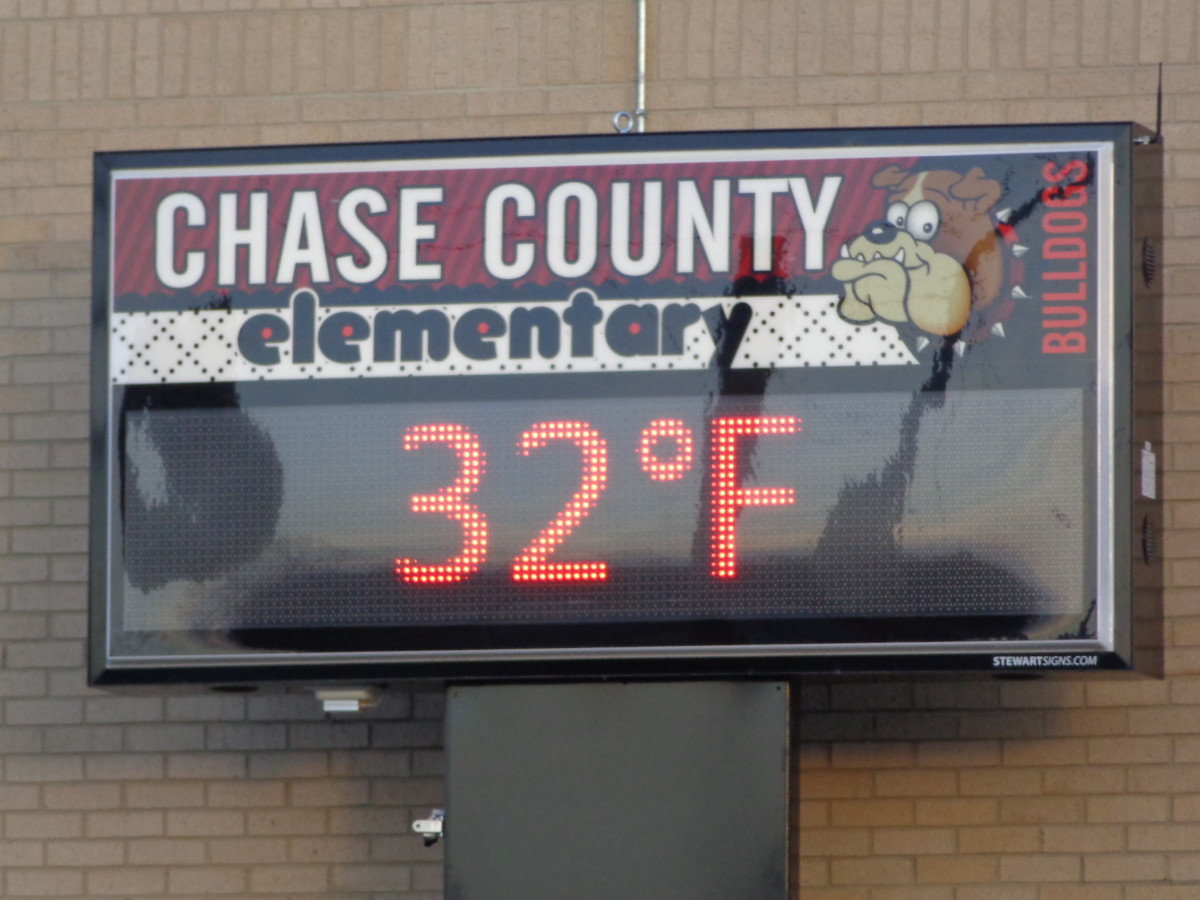 CHASE COUNTY
elementary
BULLDOGS
32°F
STEWARTSIGNS.COM